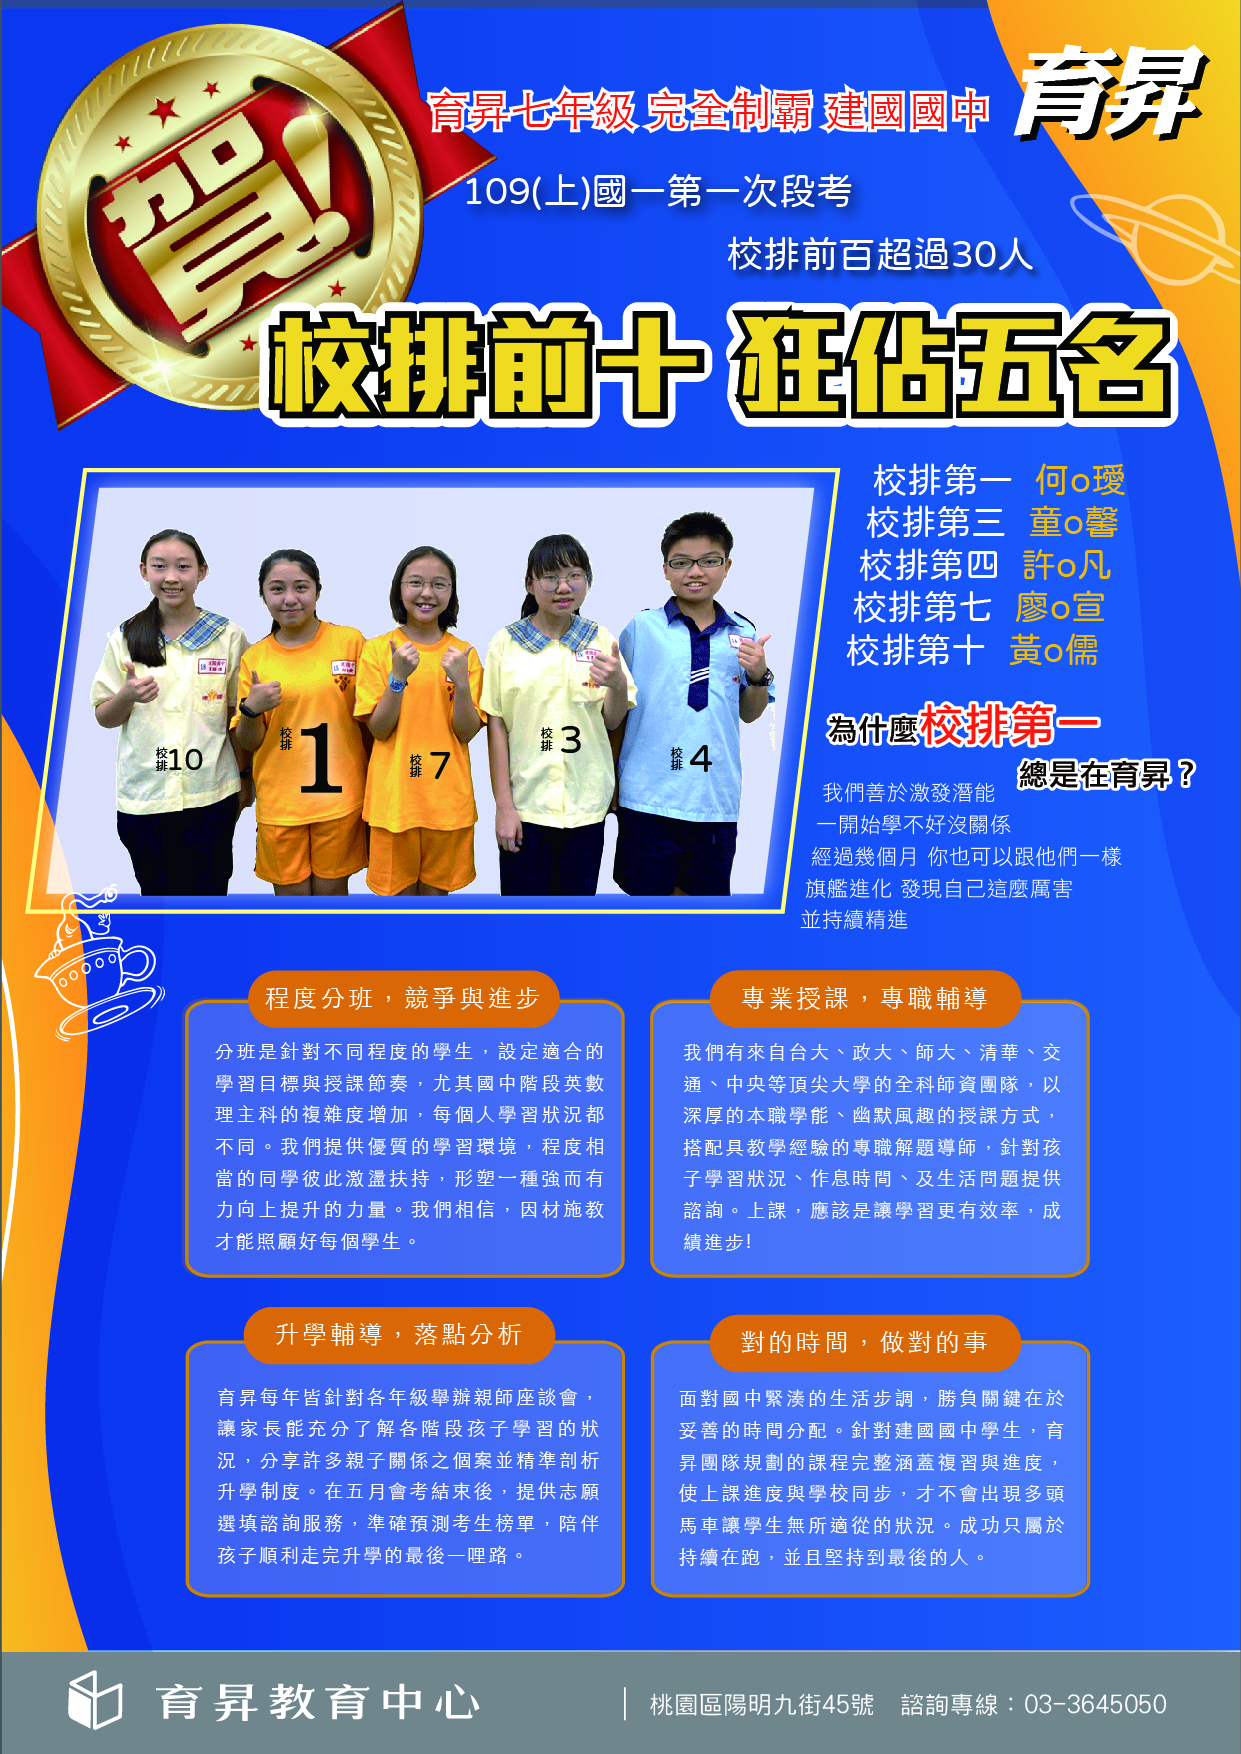 賀!
育昇
育昇七年級 完全制霸 建國國中
109(上)國一第一次段考
校排前百超過30人
校排前十 狂佔五名
校排第一 何o璦
校排第三 童o馨
校排第四 許o凡
校排第七 廖o宣
校排第十 黃o儒
校排10
校排1
校排7
校排3
校排4
為什麼校排第一
總是在育昇？
我們善於激發潛能
一開始學不好沒關係
經過幾個月 你也可以跟他們一樣
旗艦進化 發現自己這麼厲害
並持續精進
程度分班，競爭與進步
分班是針對不同程度的學生，設定適合的
學習目標與授課節奏，尤其國中階段英數
理主科的複雜度增加，每個人學習狀況都
不同。我們提供優質的學習環境，程度相
當的同學彼此激盪扶持，形塑一種強而有
力向上提升的力量。我們相信，因材施教
才能照顧好每個學生。
專業授課，專職輔導
我們有來自台大、政大、師大、清華、交
通、中央等頂尖大學的全科師資團隊，以
深厚的本職學能、幽默風趣的授課方式，
搭配具教學經驗的專職解題導師，針對孩
子學習狀況、作息時間、及生活問題提供
諮詢。上課，應該是讓學習更有效率，成
績進步!
升學輔導，落點分析
育昇每年皆針對各年級舉辦親師座談會，
讓家長能充分了解各階段孩子學習的狀
況，分享許多親子關係之個案並精準剖析
升學制度。在五月會考結束後，提供志願
選填諮詢服務，準確預測考生榜單，陪伴
孩子順利走完升學的最後一哩路。
對的時間，做對的事
面對國中緊湊的生活步調，勝負關鍵在於
妥善的時間分配。針對建國國中學生，育
昇團隊規劃的課程完整涵蓋複習與進度，
使上課進度與學校同步，才不會出現多頭
馬車讓學生無所適從的狀況。成功只屬於
持續在跑，並且堅持到最後的人。
育昇教育中心
桃園區陽明九街45號 諮詢專線：03-3645050